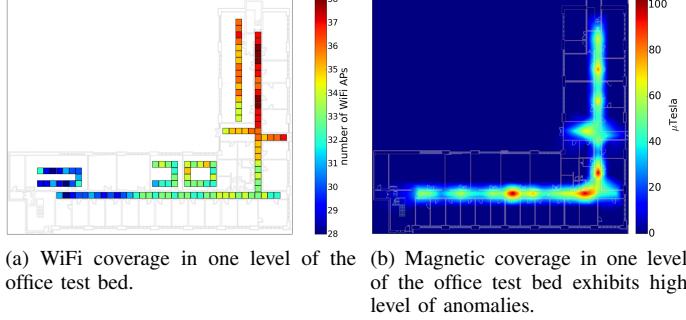 38
37
36
35
34
33
32
31
30
29
28
number of WiFi APs
100
80
60
40
20
0
μTesla
(a) WiFi coverage in one level of the
office test bed.
(b) Magnetic coverage in one level
of the office test bed exhibits high
level of anomalies.